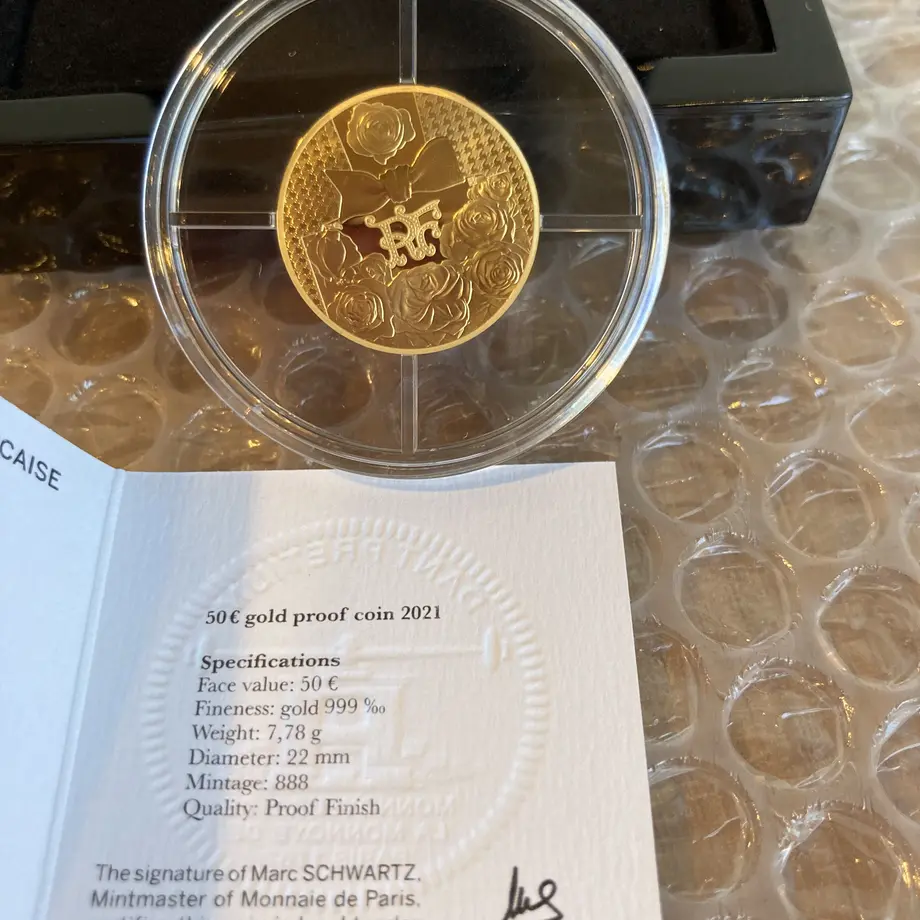 RF
CAISE
50 € gold proof coin 2021
Specifications
Face value: 50 €
Fineness: gold 999 ‰
Weight: 7,78 g
Diameter: 22 mm
Mintage: 888
Quality: Proof Finish
The signature of Marc SCHWARTZ,
Mintmaster of Monnaie de Paris,